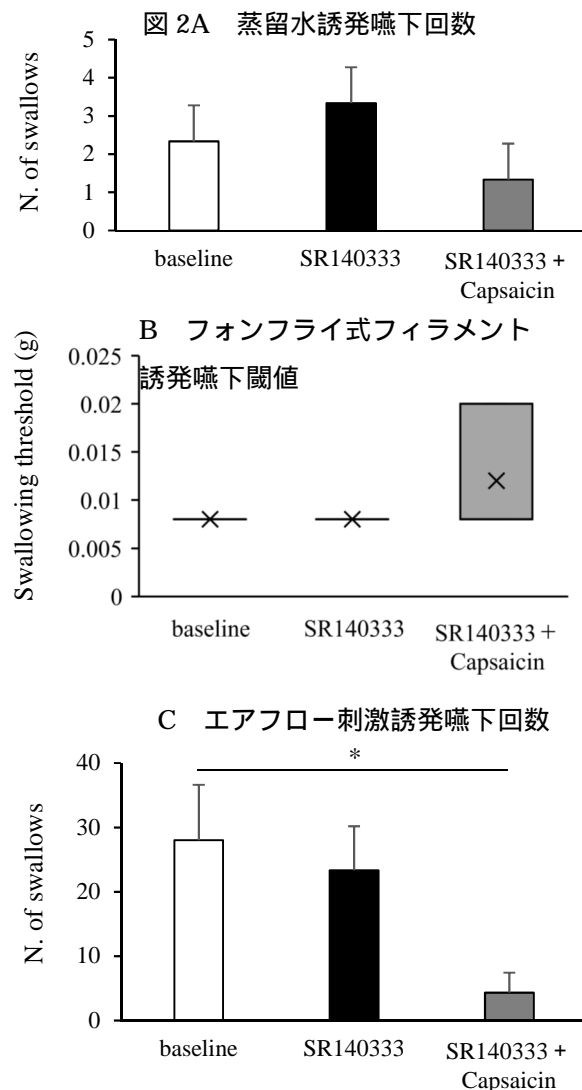 図 2A　蒸留水誘発嚥下回数
5
4
3
2
1
0
N. of swallows
baseline
SR140333
SR140333 +
Capsaicin
B　フォンフライ式フィラメント
誘発嚥下閾値
0.025
0.02
0.015
0.01
0.005
0
Swallowing threshold (g)
baseline
SR140333
SR140333 +
Capsaicin
C　エアフロー刺激誘発嚥下回数
*
40
30
20
10
0
N. of swallows
baseline
SR140333
SR140333 +
Capsaicin